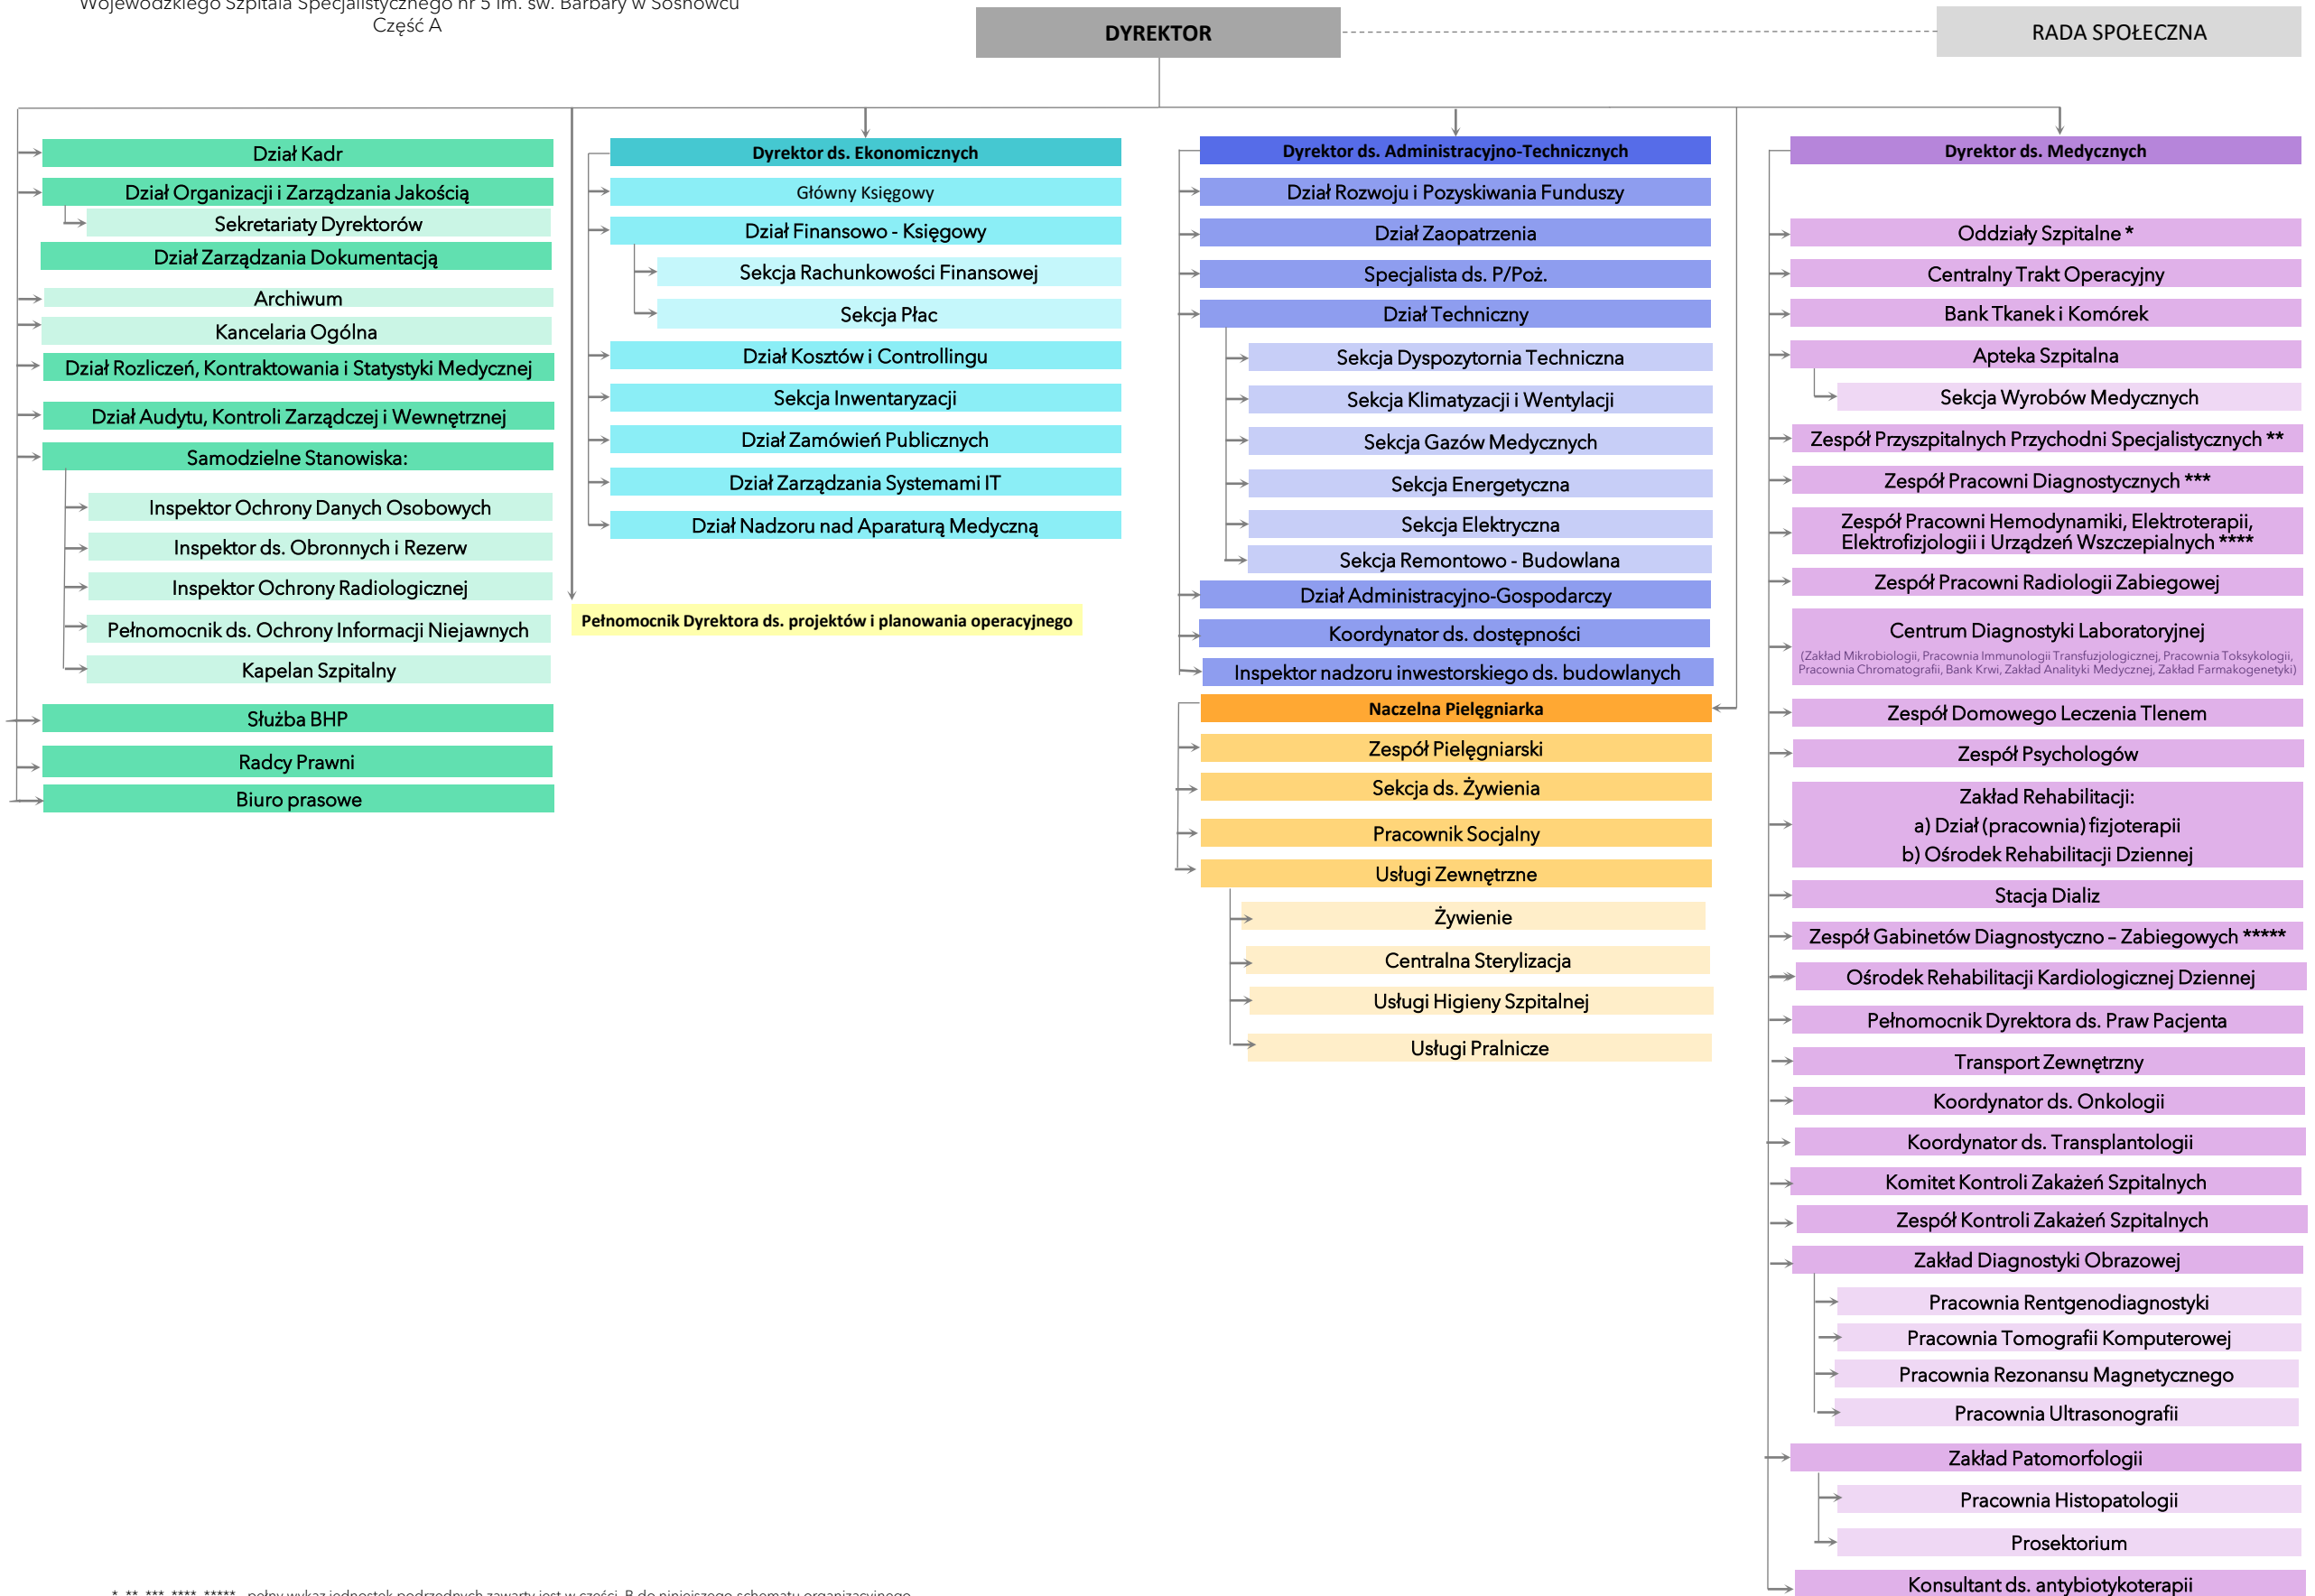 Wojewódzkiego Szpitala Specjalistycznego nr 5 im. św. Barbary w Sosnowcu
Część A
DYREKTOR
RADA SPOŁECZNA
Dział Kadr
Dział Organizacji i Zarządzania Jakością
Sekretariaty Dyrektorów
Dział Zarządzania Dokumentacją
Archiwum
Kancelaria Ogólna
Dział Rozliczeń, Kontraktowania i Statystyki Medycznej
Dział Audytu, Kontroli Zarządczej i Wewnętrznej
Samodzielne Stanowiska:
Inspektor Ochrony Danych Osobowych
Inspektor ds. Obronnych i Rezerw
Inspektor Ochrony Radiologicznej
Pełnomocnik ds. Ochrony Informacji Niejawnych
Kapelan Szpitalny
Służba BHP
Radcy Prawni
Biuro prasowe
Pełnomocnik Dyrektora ds. projektów i planowania operacyjnego
Dyrektor ds. Ekonomicznych
Główny Księgowy
Dział Finansowo - Księgowy
Sekcja Rachunkowości Finansowej
Sekcja Płac
Dział Kosztów i Controllingu
Sekcja Inwentaryzacji
Dział Zamówień Publicznych
Dział Zarządzania Systemami IT
Dział Nadzoru nad Aparaturą Medyczną
Dyrektor ds. Administracyjno-Technicznych
Dział Rozwoju i Pozyskiwania Funduszy
Dział Zaopatrzenia
Specjalista ds. P/Poż.
Dział Techniczny
Sekcja Dyspozytornia Techniczna
Sekcja Klimatyzacji i Wentylacji
Sekcja Gazów Medycznych
Sekcja Energetyczna
Sekcja Elektryczna
Sekcja Remontowo - Budowlana
Dział Administracyjno-Gospodarczy
Koordynator ds. dostępności
Inspektor nadzoru inwestorskiego ds. budowlanych
Naczelna Pielęgniarka
Zespół Pielęgniarski
Sekcja ds. Żywienia
Pracownik Socjalny
Usługi Zewnętrzne
Żywienie
Centralna Sterylizacja
Usługi Higieny Szpitalnej
Usługi Pralnicze
Dyrektor ds. Medycznych
Oddziały Szpitalne *
Centralny Trakt Operacyjny
Bank Tkanek i Komórek
Apteka Szpitalna
Sekcja Wyrobów Medycznych
Zespół Przyszpitalnych Przychodni Specjalistycznych **
Zespół Pracowni Diagnostycznych ***
Zespół Pracowni Hemodynamiki, Elektroterapii,
Elektrofizjologii i Urządzeń Wszczepialnych ****
Zespół Pracowni Radiologii Zabiegowej
Centrum Diagnostyki Laboratoryjnej
(Zakład Mikrobiologii, Pracownia Immunologii Transfuzjologicznej, Pracownia Toksykologii,
Pracownia Chromatografii, Bank Krwi, Zakład Analityki Medycznej, Zakład Farmakogenetyki)
Zespół Domowego Leczenia Tlenem
Zespół Psychologów
Zakład Rehabilitacji:
a) Dział (pracownia) fizjoterapii
b) Ośrodek Rehabilitacji Dziennej
Stacja Dializ
Zespół Gabinetów Diagnostyczno – Zabiegowych *****
Ośrodek Rehabilitacji Kardiologicznej Dziennej
Pełnomocnik Dyrektora ds. Praw Pacjenta
Transport Zewnętrzny
Koordynator ds. Onkologii
Koordynator ds. Transplantologii
Komitet Kontroli Zakażeń Szpitalnych
Zespół Kontroli Zakażeń Szpitalnych
Zakład Diagnostyki Obrazowej
Pracownia Rentgenodiagnostyki
Pracownia Tomografii Komputerowej
Pracownia Rezonansu Magnetycznego
Pracownia Ultrasonografii
Zakład Patomorfologii
Pracownia Histopatologii
Prosektorium
Konsultant ds. antybiotykoterapii
*, **, ***, ****, ***** - pełny wykaz jednostek podrzędnych zawarty jest w części B do niniejszego schematu organizacyjnego